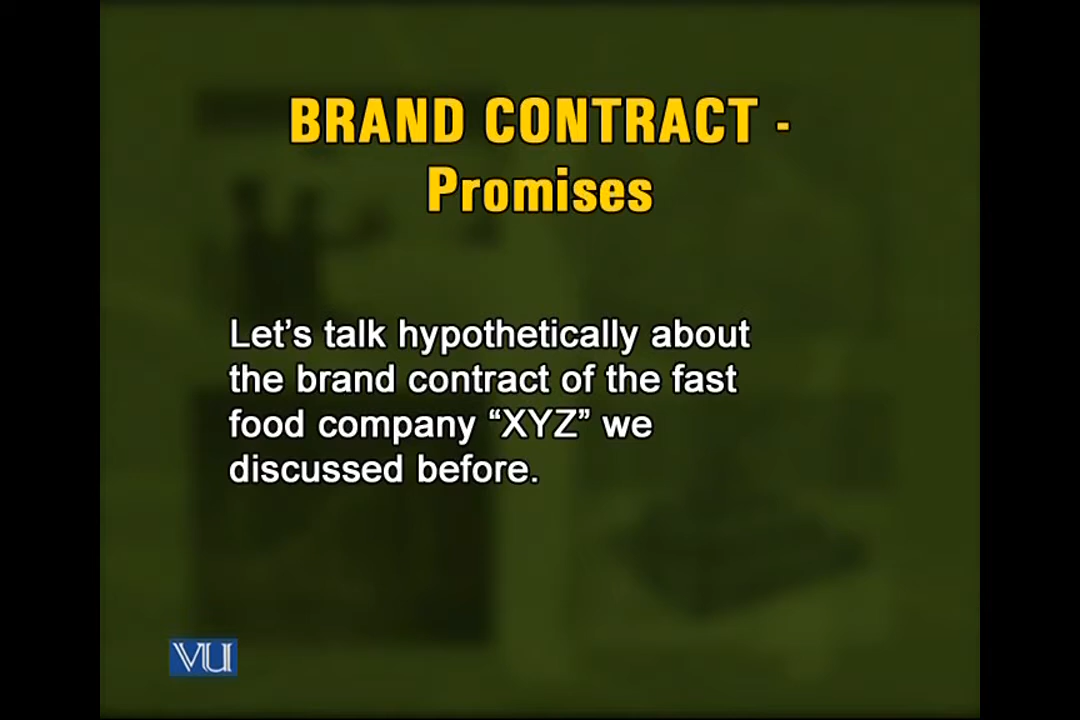 BRAND CONTRACT -
Promises
Let’s talk hypothetically about
the brand contract of the fast
food company “XYZ” we
discussed before.
VU